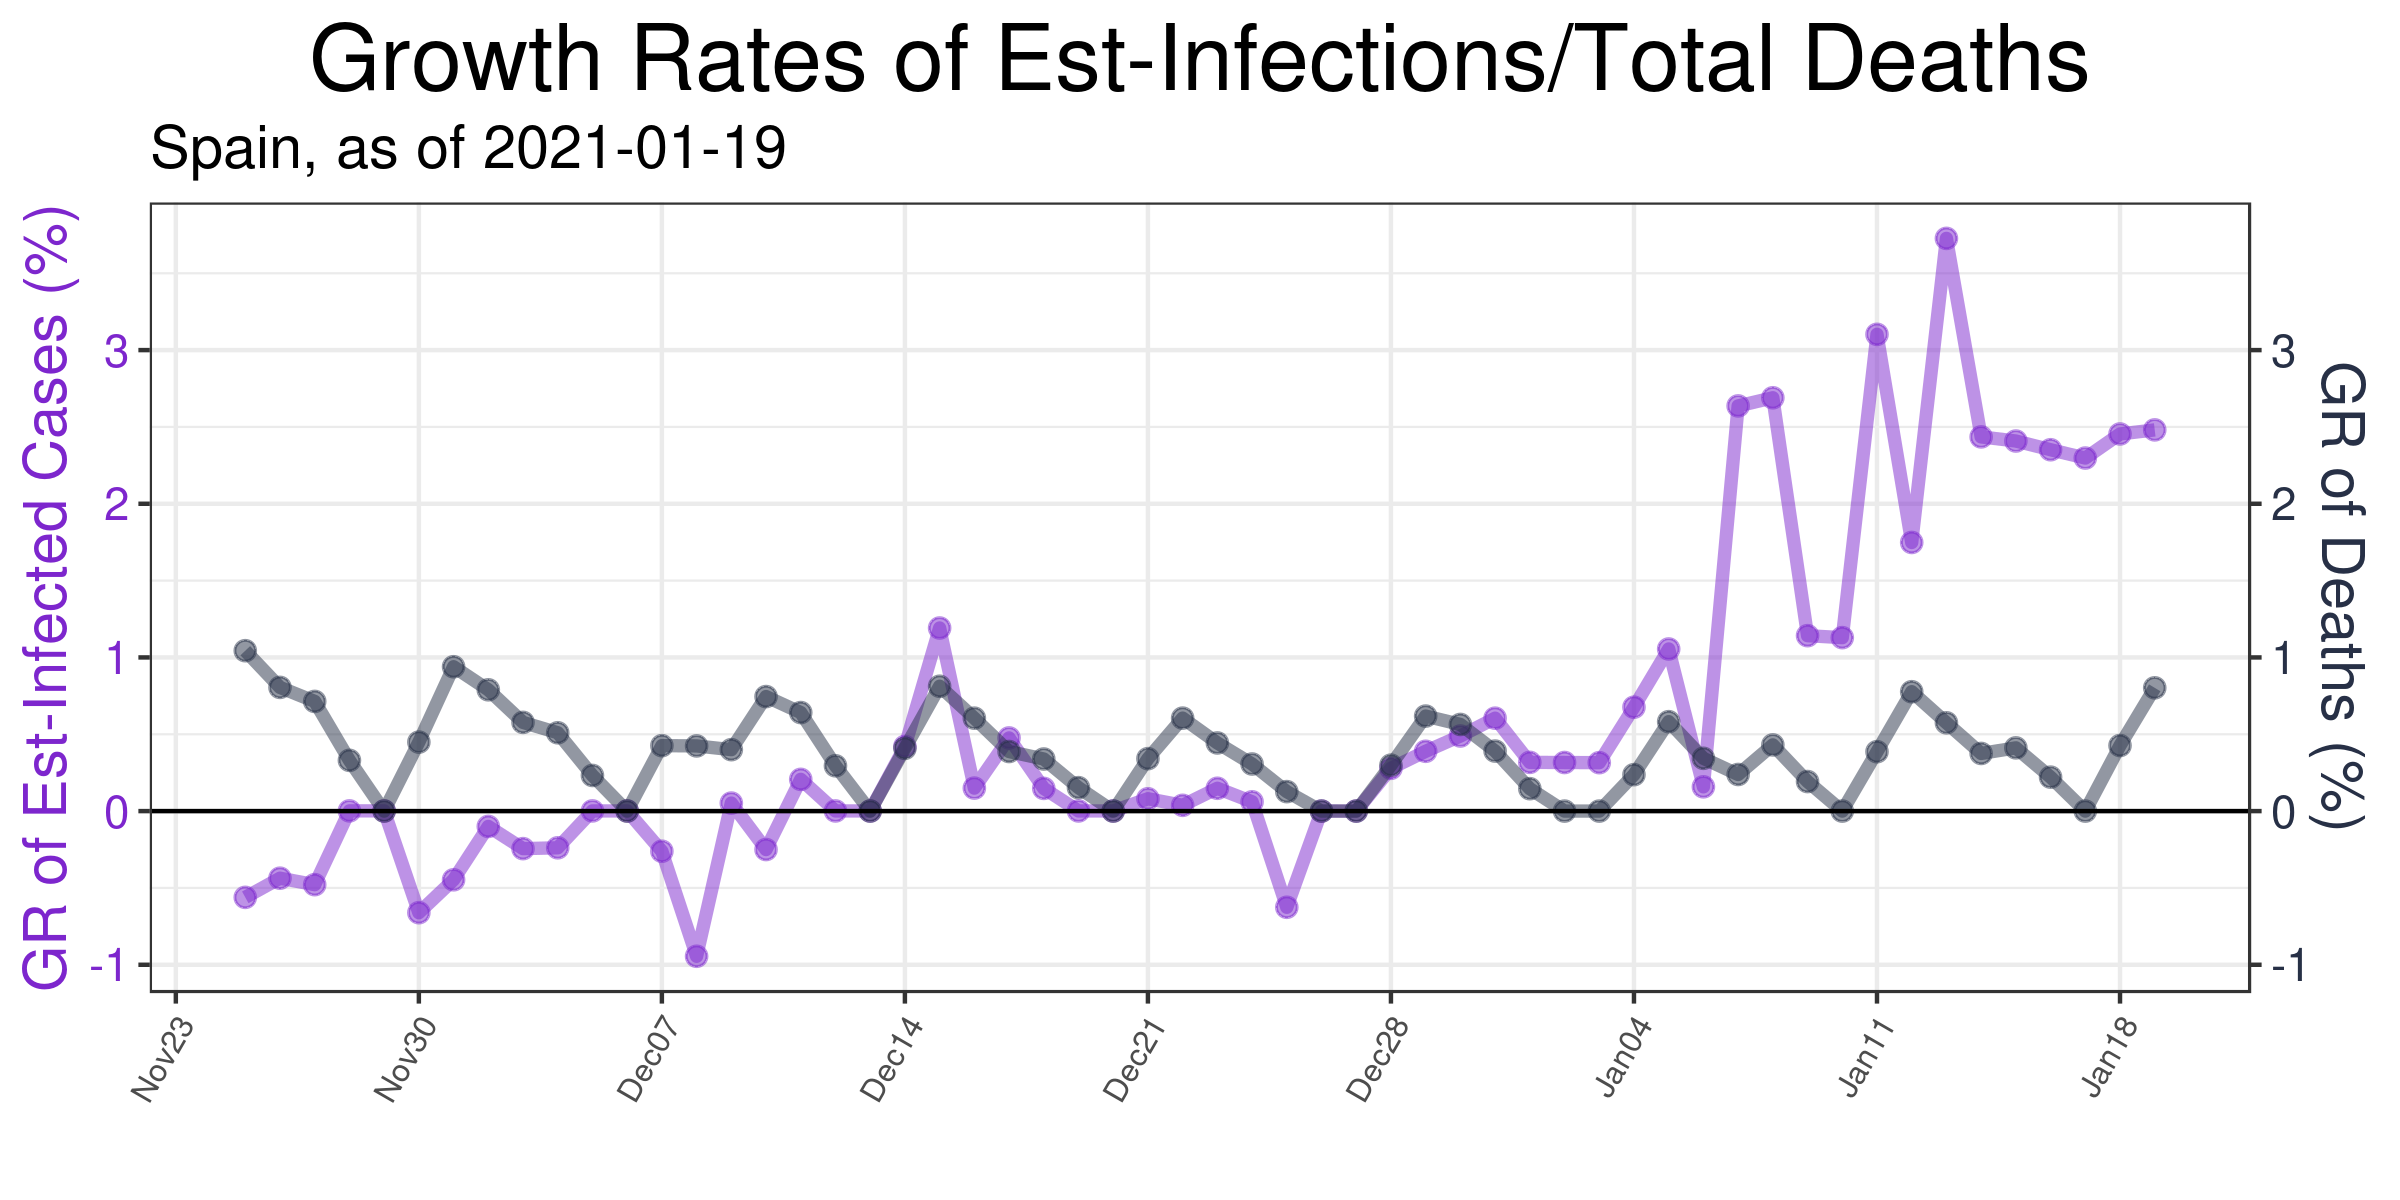 Growth Rates of Est-Infections/Total Deaths
Spain, as of 2021-01-19
GR of Est-Infected Cases (%)
3
2
1
0
-1
3
2
1
0
-1
GR of Deaths (%)
Nov23
Nov30
Dec07
Dec14
Dec21
Dec28
Jan04
Jan11
Jan18